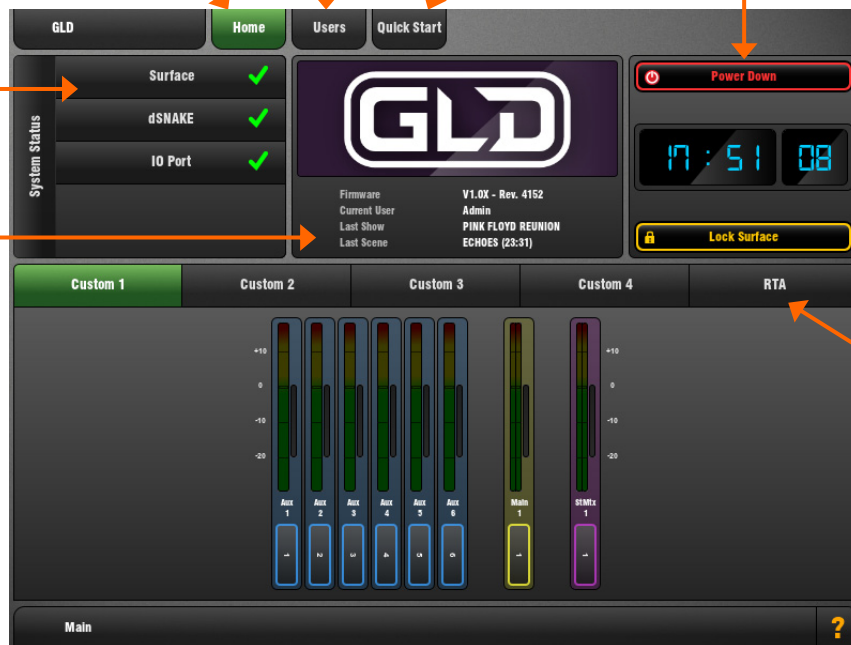 GLD Home Users Quick Start
System Status
Surface
dSNAKE
IO Port
GLD
Firmware V1.0X - Rev. 4152
Current User Admin
Last Show PINK FLOYD REUNION
Last Scene ECHOES (23:31)
Power Down
17:51 08
Lock Surface
Custom 1 Custom 2 Custom 3 Custom 4 RTA
+10 +10
0 0
-10 -10
-20 -20
Aux Aux Aux Aux Aux Aux Main StMtx
1 2 3 4 5 6 1 1
1 2 3 4 5 6 1 1
Main ?